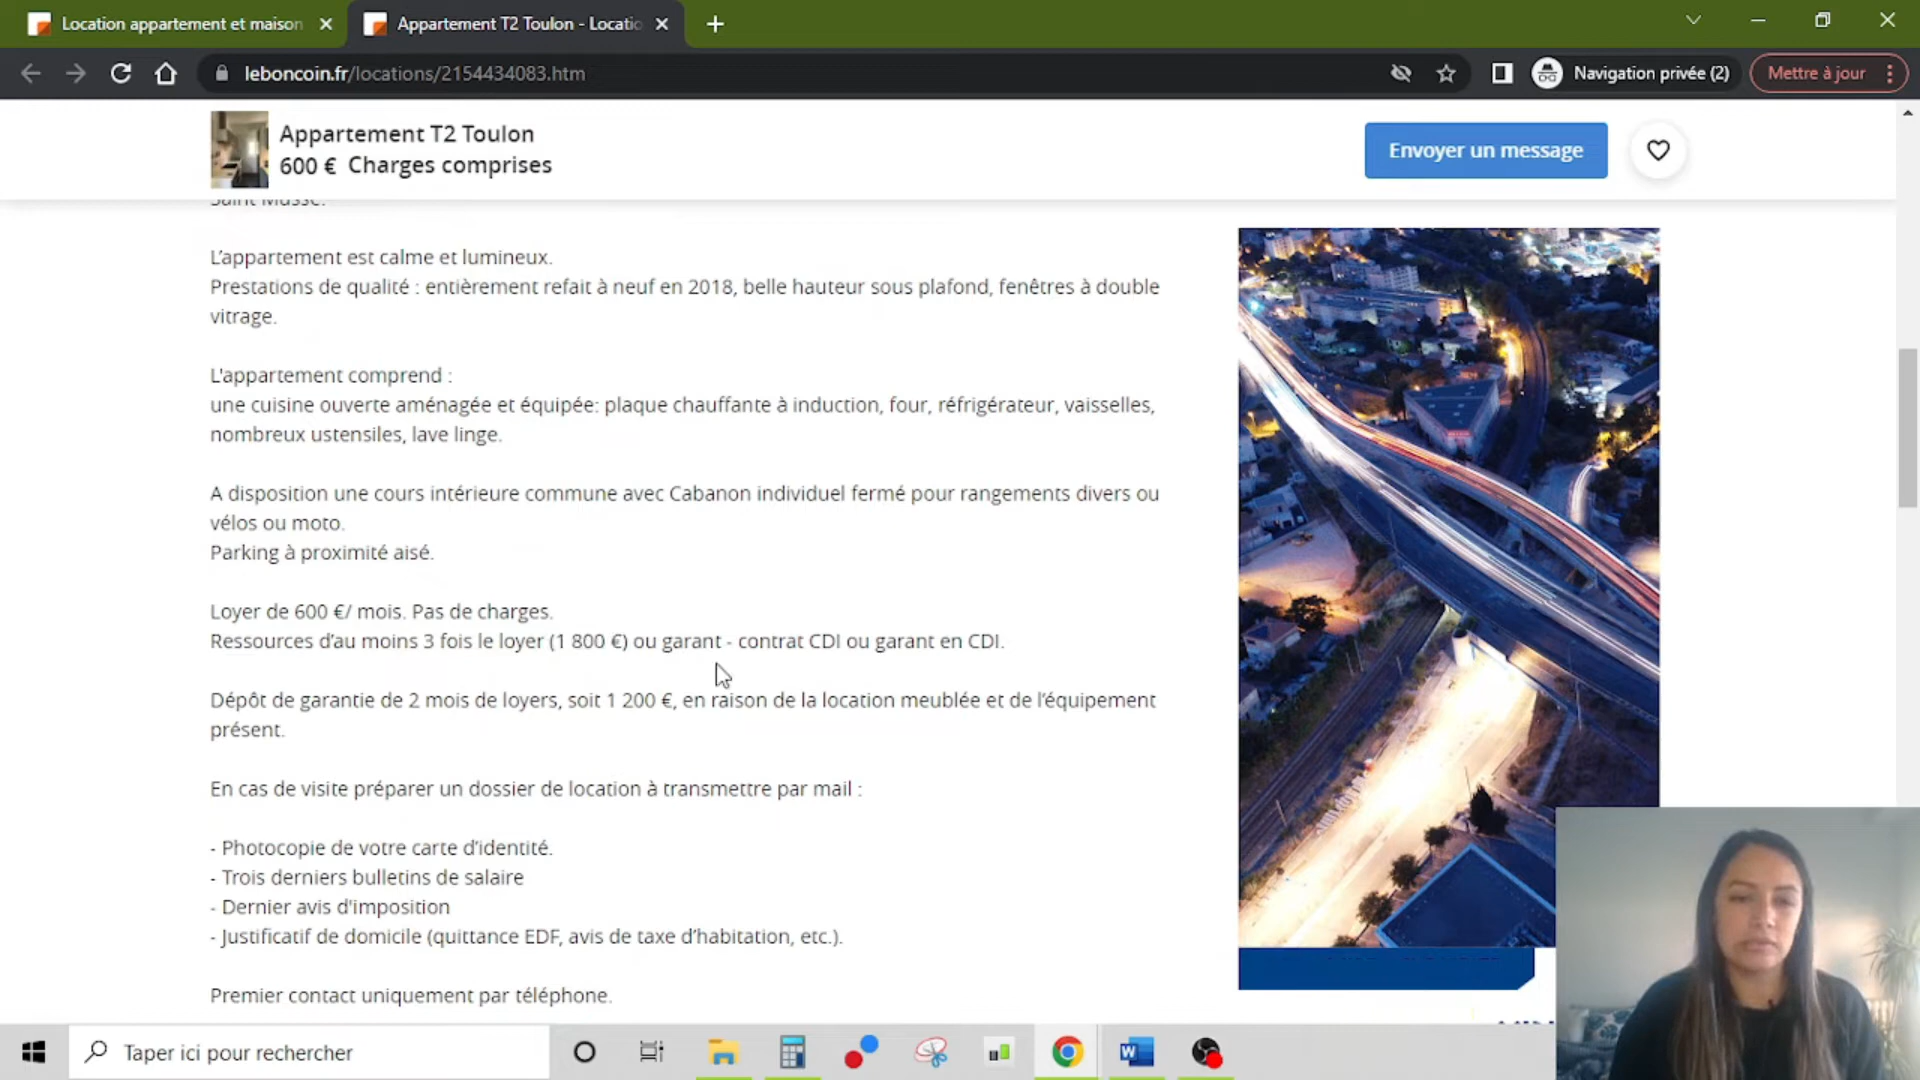 Location appartement et maison
Appartement T2 Toulon - Locatio
leboncoin.fr/locations/2154434083.htm
Navigation privée (2)
Mettre à jour
Appartement T2 Toulon
600 € Charges comprises
Envoyer un message
Saint Musse.
L'appartement est calme et lumineux.
Prestations de qualité : entièrement refait à neuf en 2018, belle hauteur sous plafond, fenêtres à double
vitrage.
L'appartement comprend :
une cuisine ouverte aménagée et équipée: plaque chauffante à induction, four, réfrigérateur, vaisselles,
nombreux ustensiles, lave linge.
A disposition une cours intérieure commune avec Cabanon individuel fermé pour rangements divers ou
vélos ou moto.
Parking à proximité aisé.
Loyer de 600 €/ mois. Pas de charges.
Ressources d'au moins 3 fois le loyer (1 800 €) ou garant - contrat CDI ou garant en CDI.
Dépôt de garantie de 2 mois de loyers, soit 1 200 €, en raison de la location meublée et de l'équipement
présent.
En cas de visite préparer un dossier de location à transmettre par mail :
- Photocopie de votre carte d'identité.
- Trois derniers bulletins de salaire
- Dernier avis d'imposition
- Justificatif de domicile (quittance EDF, avis de taxe d'habitation, etc.).
Premier contact uniquement par téléphone.
Taper ici pour rechercher